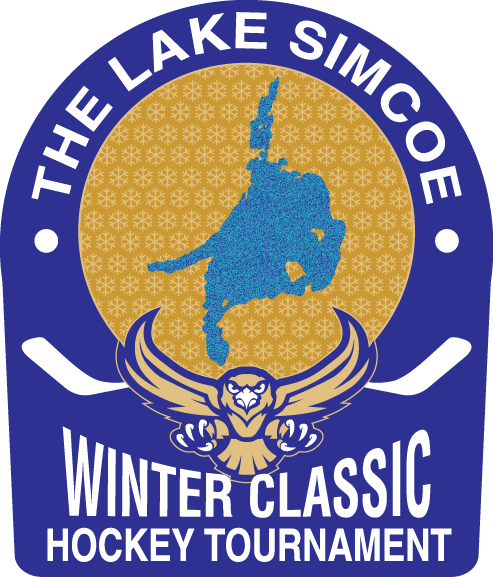 THE LAKE SIMCOE
WINTER CLASSIC
HOCKEY TOURNAMENT